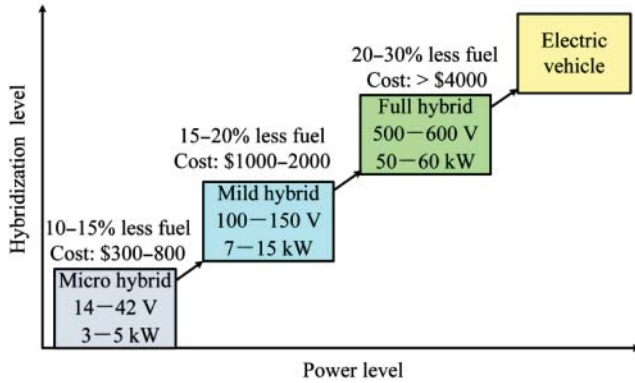 20–30% less fuel
Cost: > $4000
Electric
vehicle
Full hybrid
500—600 V
50—60 kW
15–20% less fuel
Cost: $1000–2000
Mild hybrid
100—150 V
7—15 kW
10–15% less fuel
Cost: $300–800
Micro hybrid
14—42 V
3—5 kW
Hybridization level
Power level